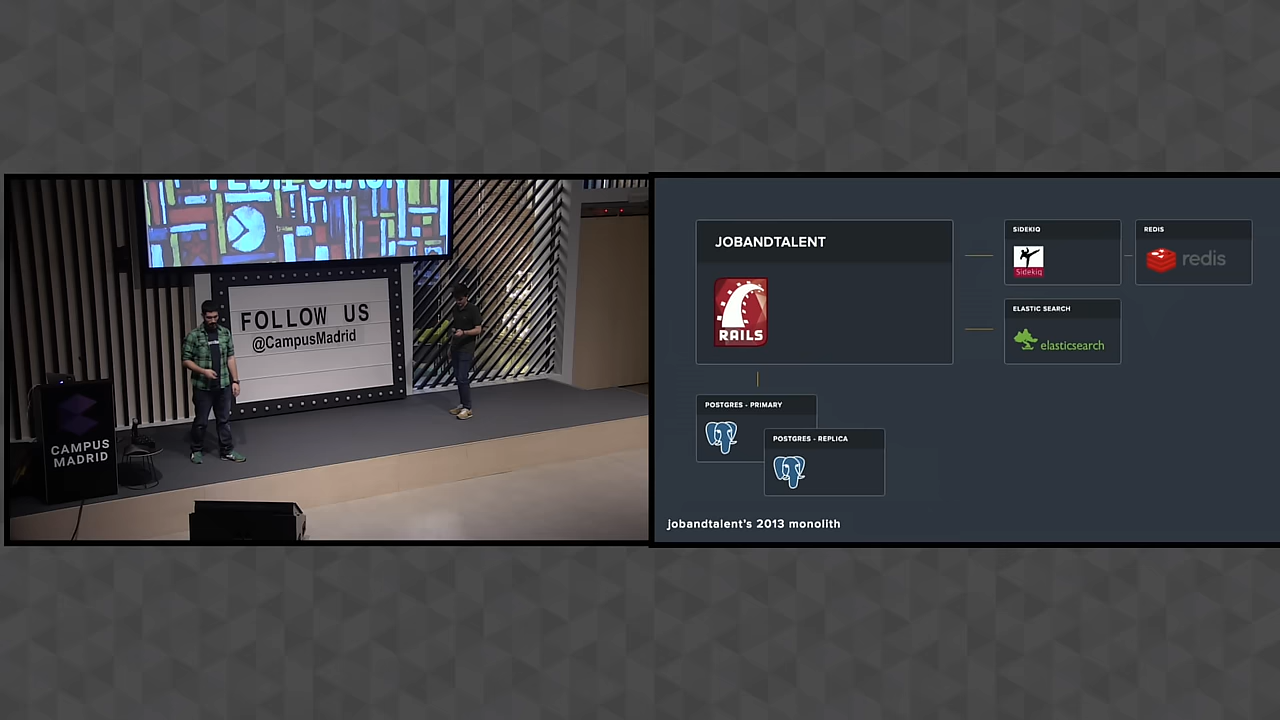 FOLLOW US
@CampusMadrid
CAMPUS
MADRID
JOBANDTALENT
RAILS
SIDEKIQ
Sidekiq
REDIS
redis
ELASTIC SEARCH
elasticsearch
POSTGRES - PRIMARY
POSTGRES - REPLICA
jobandtalent's 2013 monolith